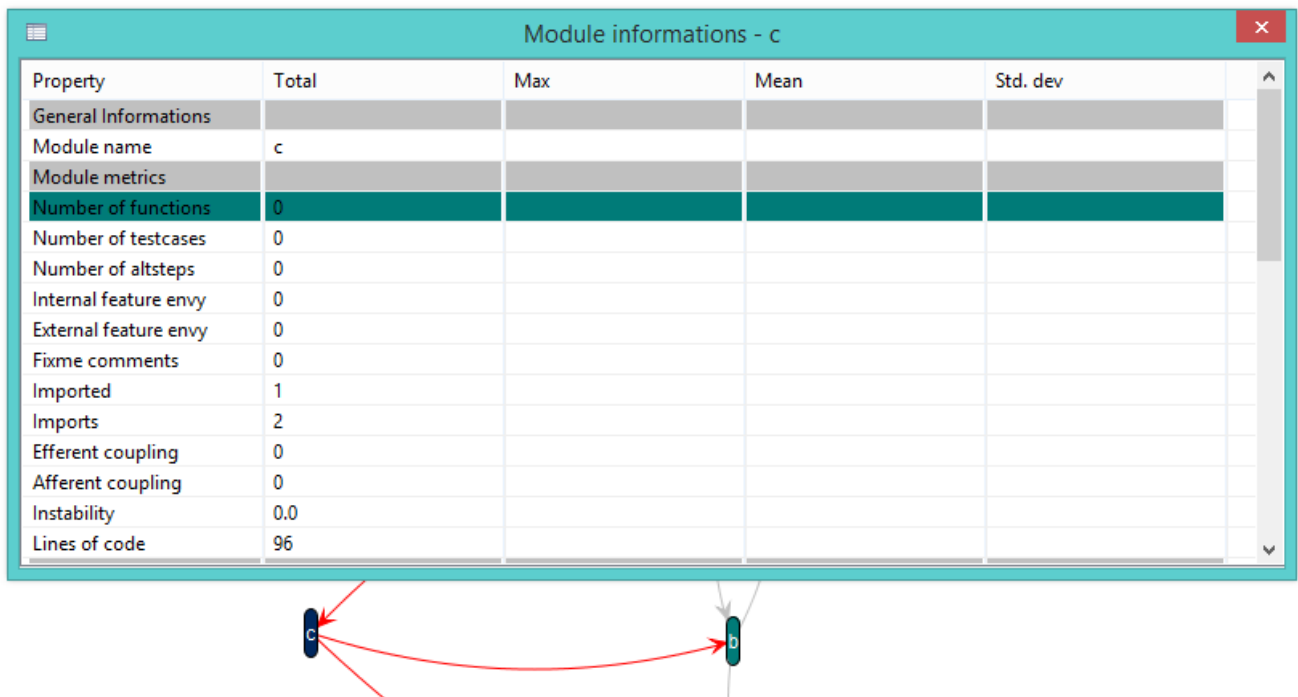 Module informations - c
Property Total Max Mean Std. dev
General Informations
Module name c
Module metrics
Number of functions 0
Number of testcases 0
Number of altsteps 0
Internal feature envy 0
External feature envy 0
Fixme comments 0
Imported 1
Imports 2
Efferent coupling 0
Afferent coupling 0
Instability 0.0
Lines of code 96
c b